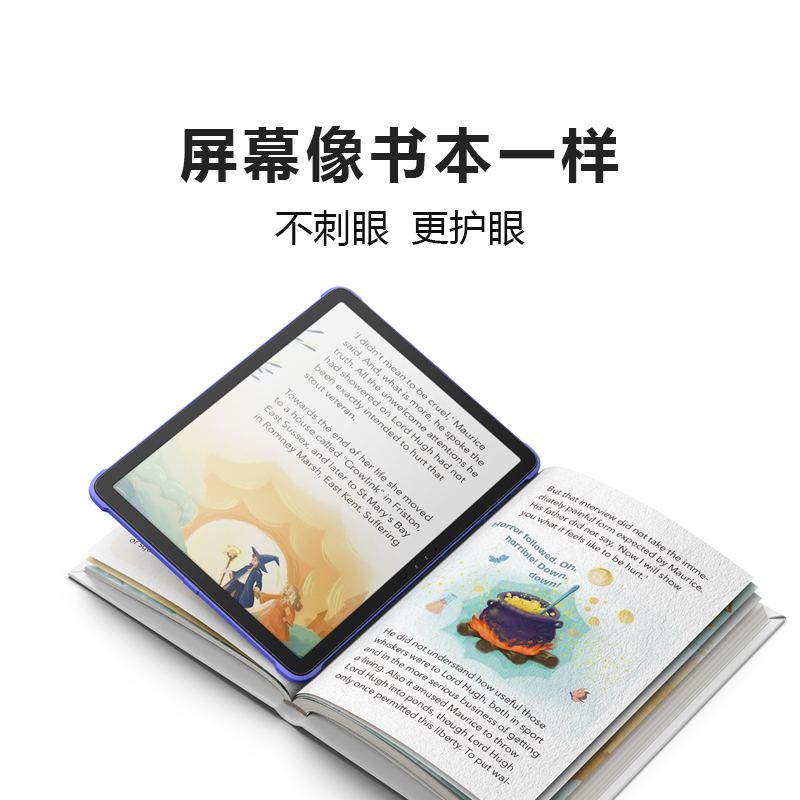 屏幕像书本一样
不刺眼 更护眼
'I didn't mean to be cruel,' Maurice
said. And, what is more, he spoke the
truth. All the unwelcome attentions he
had showered on Lord Hugh had not
been exactly intended to hurt that
stout veteran.
Towards the end of her life she moved
to a house called "Crowlink" in Friston,
East Sussex, and later to St Mary's Bay
in Romney Marsh, East Kent. Suffering
But that interview did not take the imme-
diately painful form expected by Maurice.
His father did not say, 'Now I will show
you what it feels like to be hurt.'
Horror followed. Oh,
horrible! Down,
down!
He did not understand how useful those
whiskers were to Lord Hugh, both in sport
and in the more serious business of getting
a living. Also it amused Maurice to throw
Lord Hugh into ponds, though Lord Hugh
only once permitted this liberty. To put wal-